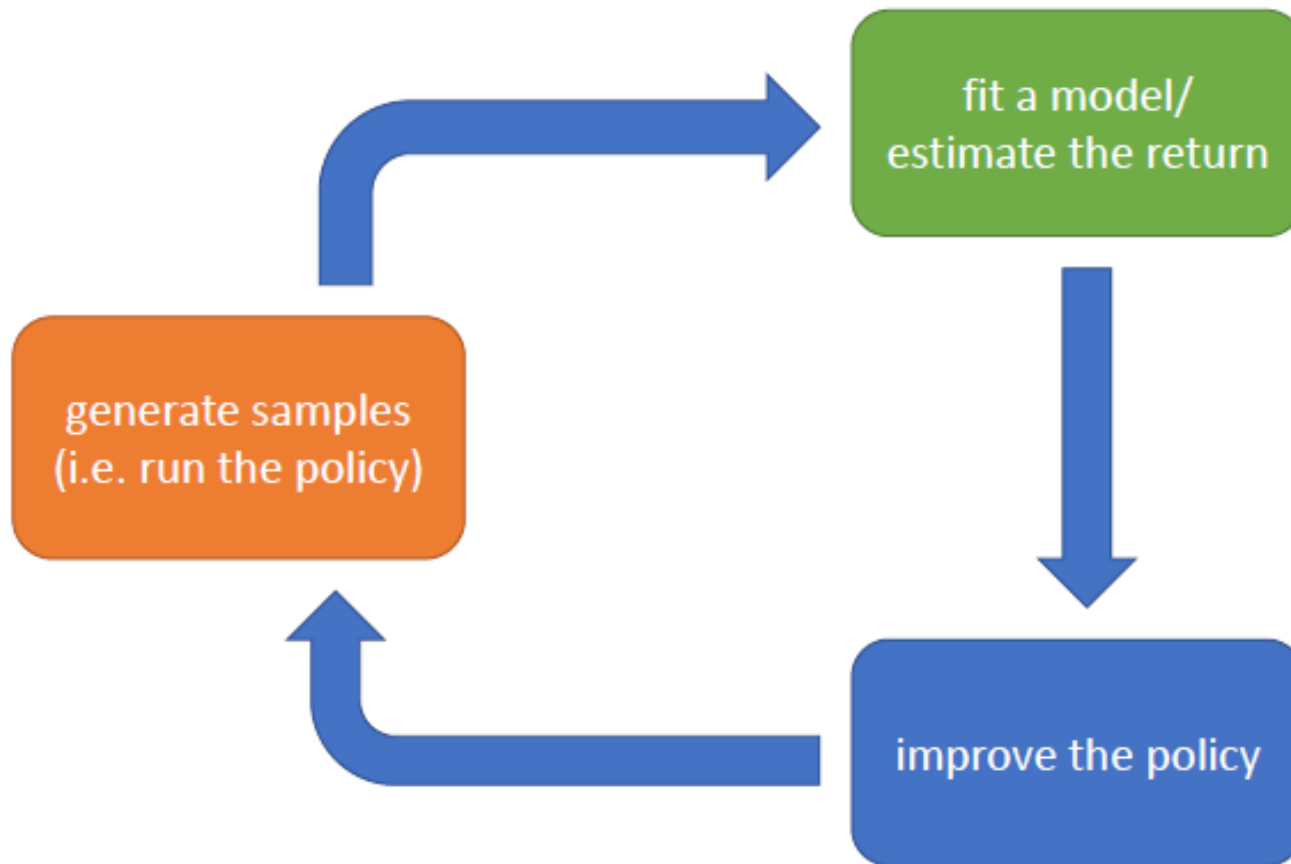 fit a model/
estimate the return
generate samples
(i.e. run the policy)
improve the policy